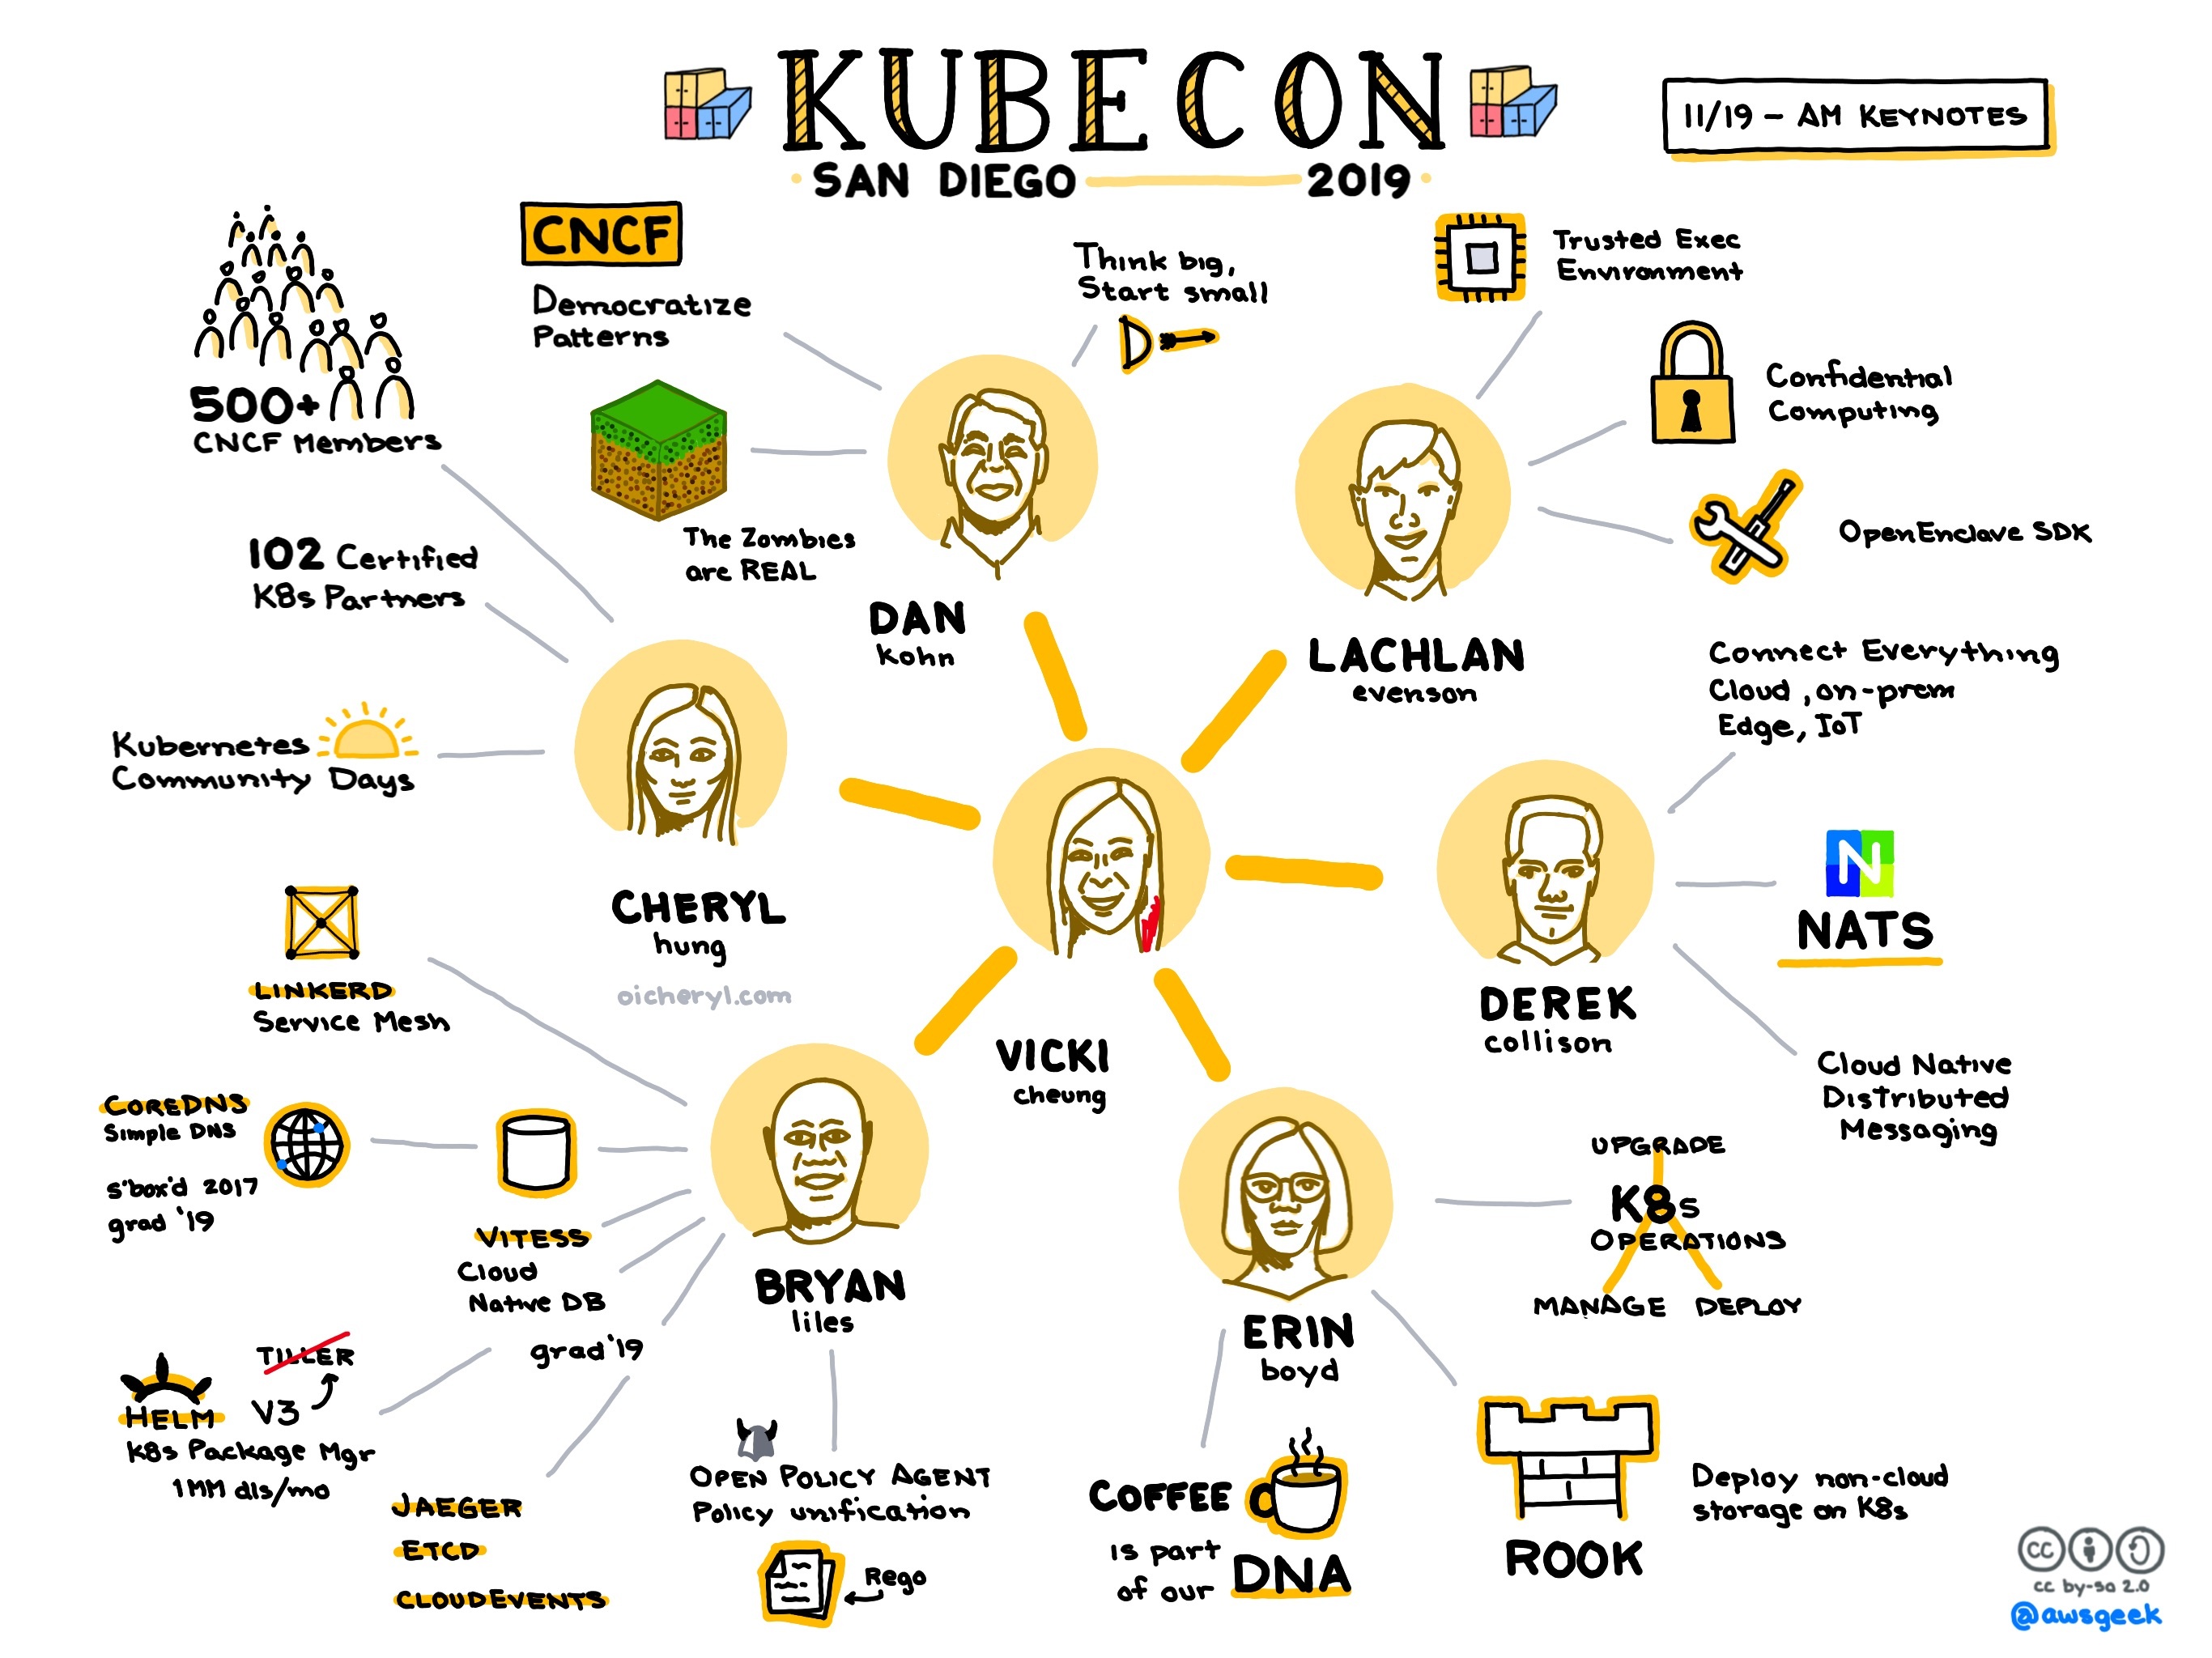 KUBECON
SAN DIEGO 2019
11/19 - AM KEYNOTES
CNCF
Democratize
Patterns
Think big,
Start small
The Zombies
are REAL
DAN
kohn
Trusted Exec
Environment
Confidential
Computing
OpenEnclave SDK
LACHLAN
evenson
500+
CNCF Members
102 Certified
K8s Partners
Kubernetes
Community Days
CHERYL
hung
oicheryl.com
VICKI
cheung
Connect Everything
Cloud, on-prem
Edge, IoT
N
NATS
Cloud Native
Distributed
Messaging
DEREK
collison
LINKERD
Service Mesh
COREDNS
Simple DNS
s'box'd 2017
grad '19
VITESS
Cloud
Native DB
grad '19
BRYAN
liles
TILLER
HELM V3
K8s Package Mgr
1MM dls/mo
JAEGER
ETCD
CLOUDEVENTS
OPEN POLICY AGENT
Policy unification
Rego
ERIN
boyd
UPGRADE
K8s
OPERATIONS
MANAGE DEPLOY
COFFEE
is part
of our DNA
ROOK
Deploy non-cloud
storage on K8s
cc
cc by-sa 2.0
@awsgeek